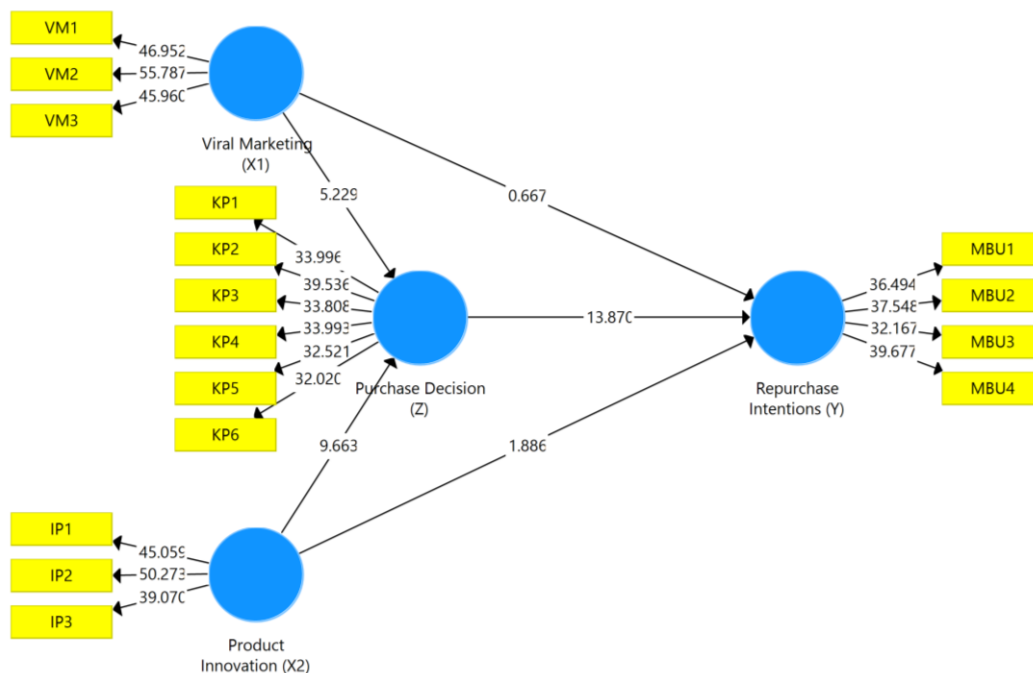 VM1
46.952
VM2
55.787
VM3
45.960
Viral Marketing
(X1)
5.229
0.667
KP1
KP2
KP3
KP4
KP5
KP6
33.996
39.536
33.808
33.993
32.521
32.020
Purchase Decision
(Z)
13.870
MBU1
MBU2
MBU3
MBU4
36.494
37.548
32.167
39.677
Repurchase
Intentions (Y)
9.663
1.886
IP1
45.059
IP2
50.273
IP3
39.070
Product
Innovation (X2)